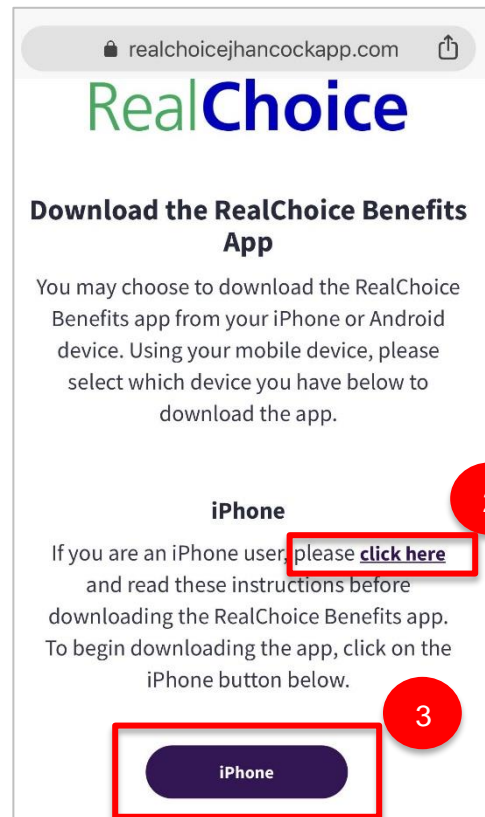 realchoicejhancockapp.com
RealChoice
Download the RealChoice Benefits
App
You may choose to download the RealChoice
Benefits app from your iPhone or Android
device. Using your mobile device, please
select which device you have below to
download the app.
iPhone
If you are an iPhone user, please click here
and read these instructions before
downloading the RealChoice Benefits app.
To begin downloading the app, click on the
iPhone button below.
3
iPhone